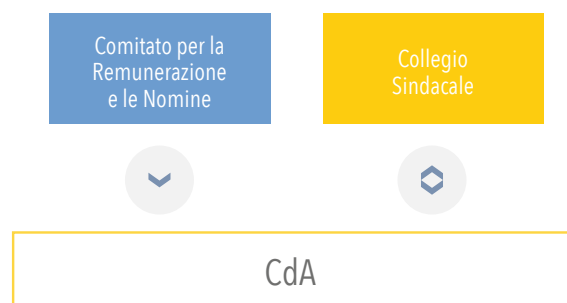 Comitato per la
Remunerazione
e le Nomine
Collegio
Sindacale
CdA